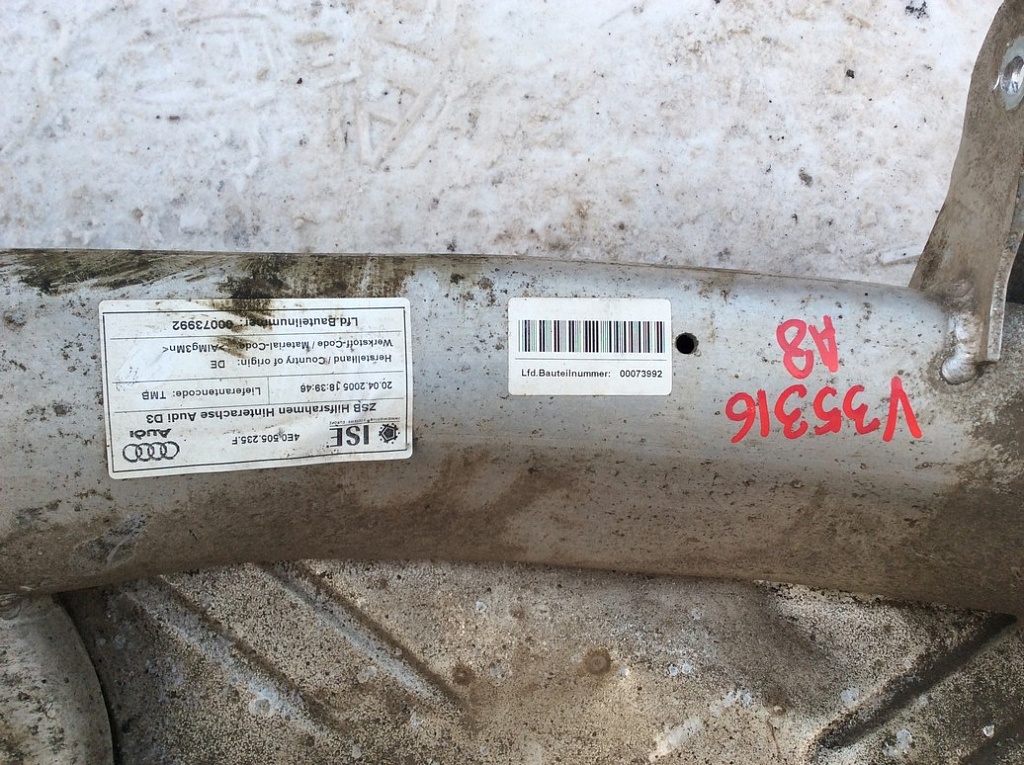 ISE
4E0.505.235.F
Audi
ZSB Hilfsrahmen Hinterachse Audi D3
20.04.2005 18:39:46
Lieferantencode: TMB
Herstelland / Country of origin: DE
Werkstoff-Code / Material-Code: >AlMg3Mn<
Lfd.Bauteilnummer: 00073992
Lfd.Bauteilnummer: 00073992
V35316
A8